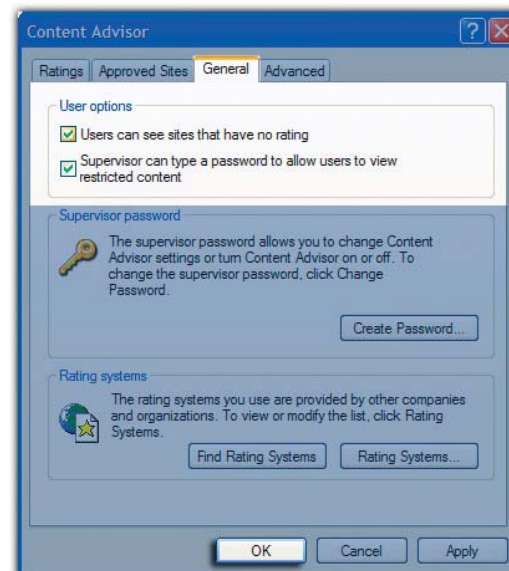 Content Advisor
Ratings Approved Sites General Advanced
User options
Users can see sites that have no rating
Supervisor can type a password to allow users to view
restricted content
Supervisor password
The supervisor password allows you to change Content
Advisor settings or turn Content Advisor on or off. To
change the supervisor password, click Change
Password.
Create Password...
Rating systems
The rating systems you use are provided by other companies
and organizations. To view or modify the list, click Rating
Systems.
Find Rating Systems Rating Systems...
OK Cancel Apply